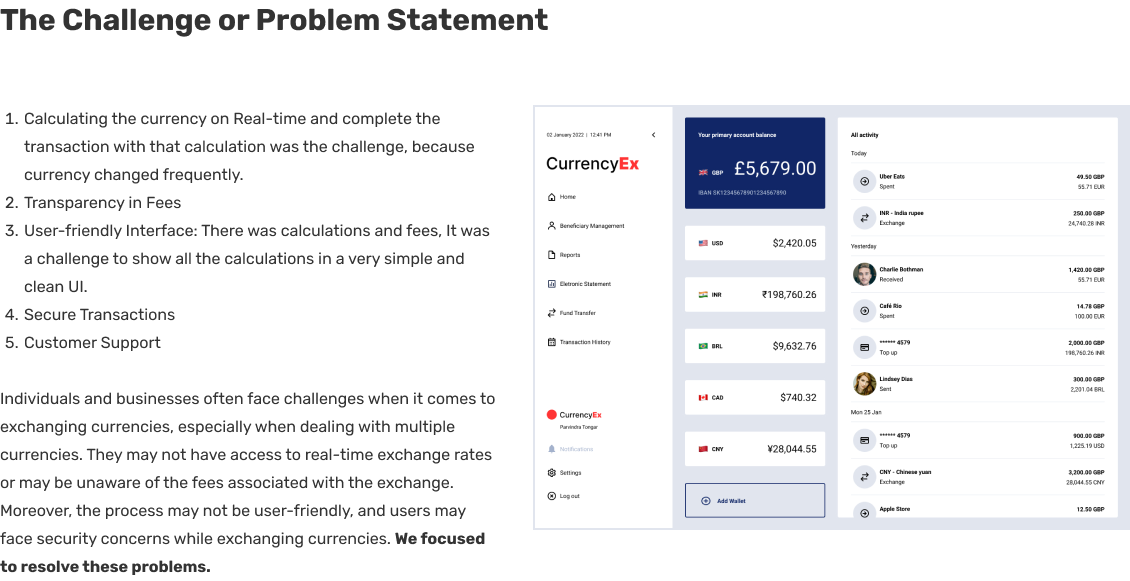 The Challenge or Problem Statement
1. Calculating the currency on Real-time and complete the
transaction with that calculation was the challenge, because
currency changed frequently.
2. Transparency in Fees
3. User-friendly Interface: There was calculations and fees, It was
a challenge to show all the calculations in a very simple and
clean UI.
4. Secure Transactions
5. Customer Support
Individuals and businesses often face challenges when it comes to
exchanging currencies, especially when dealing with multiple
currencies. They may not have access to real-time exchange rates
or may be unaware of the fees associated with the exchange.
Moreover, the process may not be user-friendly, and users may
face security concerns while exchanging currencies. We focused
to resolve these problems.
02 January 2022 | 12:41 PM
CurrencyEx
Home
Beneficiary Management
Reports
Eletronic Statement
Fund Transfer
Transaction History
CurrencyEx
Parvindra Tongar
Notifications
Settings
Log out
Your primary account balance
GBP £5,679.00
IBAN SK12345678901234567890
USD $2,420.05
INR ₹198,760.26
BRL $9,632.76
CAD $740.32
CNY ¥28,044.55
Add Wallet
All activity
Today
Uber Eats 49.50 GBP
Spent 55.71 EUR
INR - India rupee 250.00 GBP
Exchange 24,740.28 INR
Yesterday
Charlie Bothman 1,420.00 GBP
Received 55.71 EUR
Café Rio 14.78 GBP
Spent 100.00 EUR
****** 4579 2,000.00 GBP
Top up 198,760.26 INR
Lindsey Dias 300.00 GBP
Sent 2,201.04 BRL
Mon 25 Jan
****** 4579 900.00 GBP
Top up 1,225.19 USD
CNY - Chinese yuan 3,200.00 GBP
Exchange 28,044.55 CNY
Apple Store 12.50 GBP